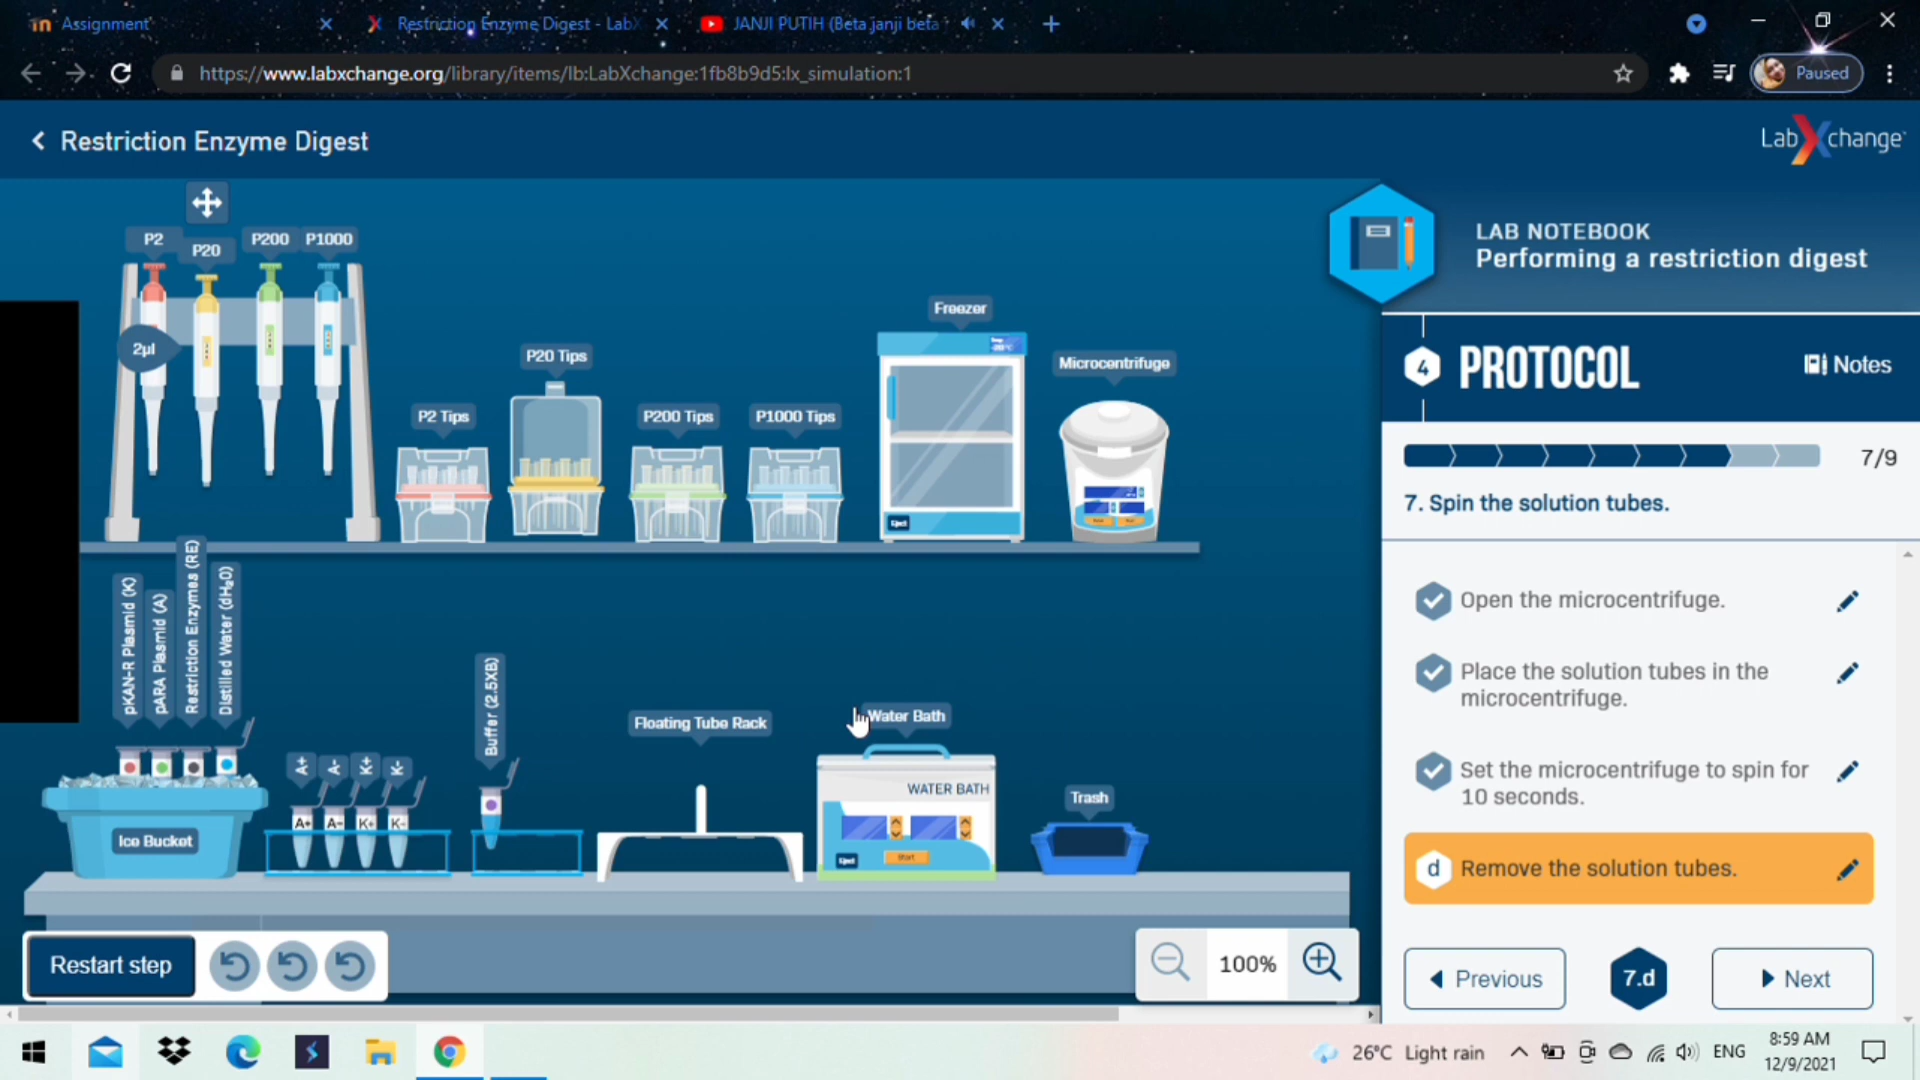 Assignment
Restriction Enzyme Digest - LabX
JANJI PUTIH (Beta janji beta
https://www.labxchange.org/library/items/lb:LabXchange:1fb8b9d5:lx_simulation:1
Paused
Restriction Enzyme Digest
LabXchange
P2
P20
P200
P1000
2µl
P2 Tips
P20 Tips
P200 Tips
P1000 Tips
Freezer
Eject
Microcentrifuge
pKAN-R Plasmid (K)
pARA Plasmid (A)
Restriction Enzymes (RE)
Distilled Water (dH₂0)
Ice Bucket
A+
A-
K+
K-
A+
A-
K+
K-
Buffer (2.5XB)
Floating Tube Rack
Water Bath
WATER BATH
Eject
Start
Trash
Restart step
100%
LAB NOTEBOOK
Performing a restriction digest
4
PROTOCOL
Notes
7/9
7. Spin the solution tubes.
Open the microcentrifuge.
Place the solution tubes in the
microcentrifuge.
Set the microcentrifuge to spin for
10 seconds.
d
Remove the solution tubes.
Previous
7.d
Next
26°C Light rain
ENG
8:59 AM
12/9/2021